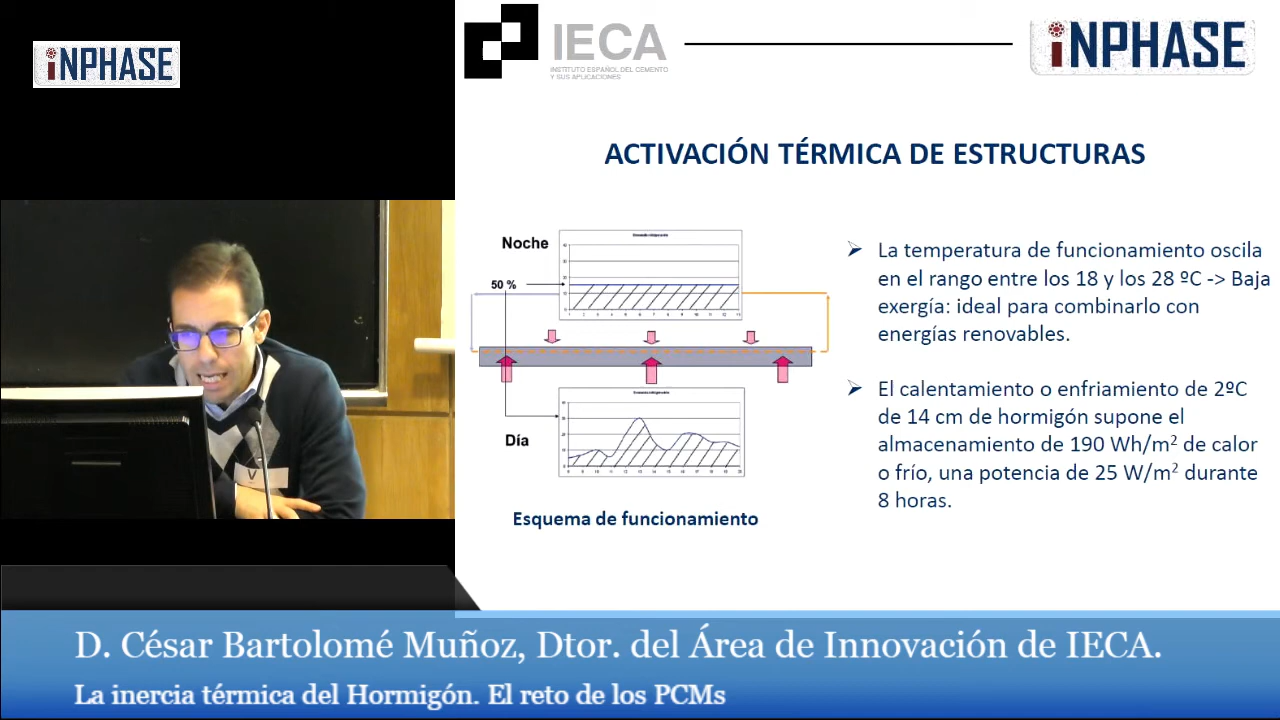 iNPHASE
IECA
INSTITUTO ESPAÑOL DEL CEMENTO
Y SUS APLICACIONES
iNPHASE
ACTIVACIÓN TÉRMICA DE ESTRUCTURAS
Noche
50 %
Día
Esquema de funcionamiento
La temperatura de funcionamiento oscila
en el rango entre los 18 y los 28 ºC -> Baja
exergía: ideal para combinarlo con
energías renovables.
El calentamiento o enfriamiento de 2ºC
de 14 cm de hormigón supone el
almacenamiento de 190 Wh/m² de calor
o frío, una potencia de 25 W/m² durante
8 horas.
D. César Bartolomé Muñoz, Dtor. del Área de Innovación de IECA.
La inercia térmica del Hormigón. El reto de los PCMs